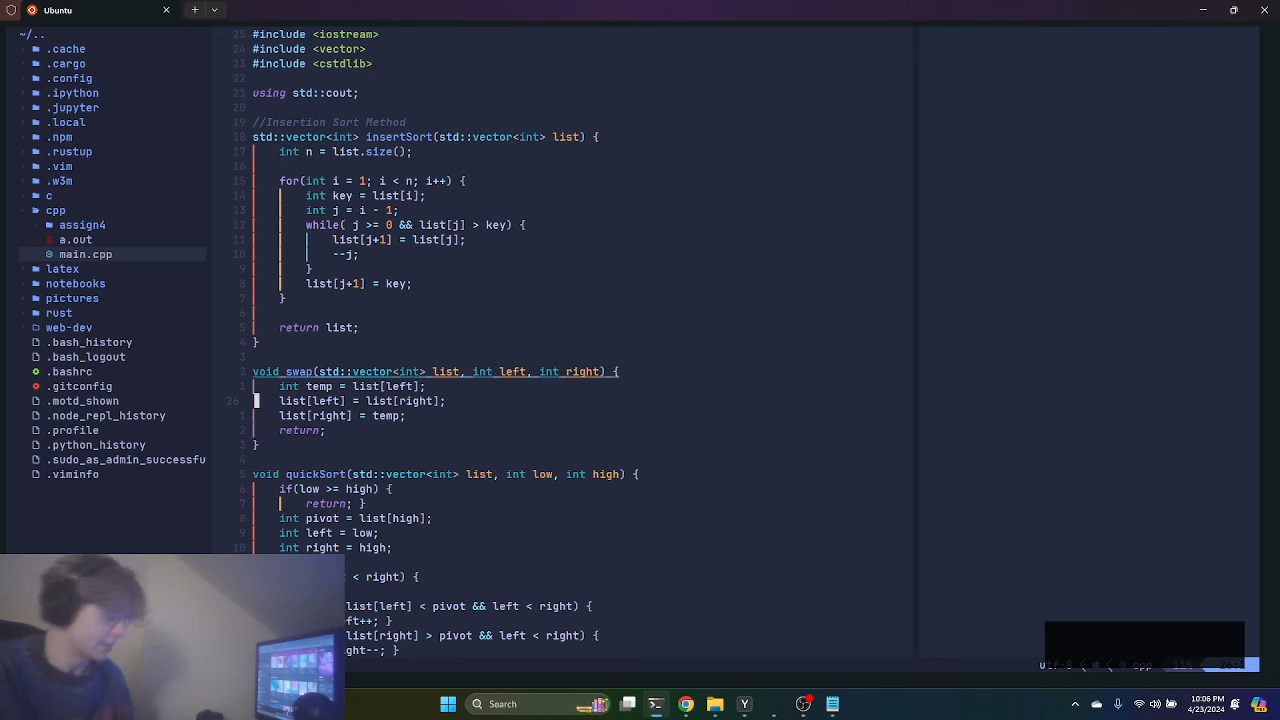 Ubuntu
~/..
.cache
.cargo
.config
.ipython
.jupyter
.local
.npm
.rustup
.vim
.w3m
c
cpp
assign4
a.out
main.cpp
latex
notebooks
pictures
rust
web-dev
.bash_history
.bash_logout
.bashrc
.gitconfig
.motd_shown
.node_repl_history
.profile
.python_history
.sudo_as_admin_successfu
.viminfo
25 #include <iostream>
24 #include <vector>
23 #include <cstdlib>
22
21 using std::cout;
20
19 //Insertion Sort Method
18 std::vector<int> insertSort(std::vector<int> list) {
17 int n = list.size();
16
15 for(int i = 1; i < n; i++) {
14 int key = list[i];
13 int j = i - 1;
12 while( j >= 0 && list[j] > key) {
11 list[j+1] = list[j];
10 --j;
9 }
8 list[j+1] = key;
7 }
6
5 return list;
4 }
3
2 void swap(std::vector<int> list, int left, int right) {
1 int temp = list[left];
26 list[left] = list[right];
1 list[right] = temp;
2 return;
3 }
4
5 void quickSort(std::vector<int> list, int low, int high) {
6 if(low >= high) {
7 return; }
8 int pivot = list[high];
9 int left = low;
10 int right = high;
< right) {
list[left] < pivot && left < right) {
ft++; }
list[right] > pivot && left < right) {
ght--; }
utf-8
cpp
11%
Search
10:06 PM
4/23/2024